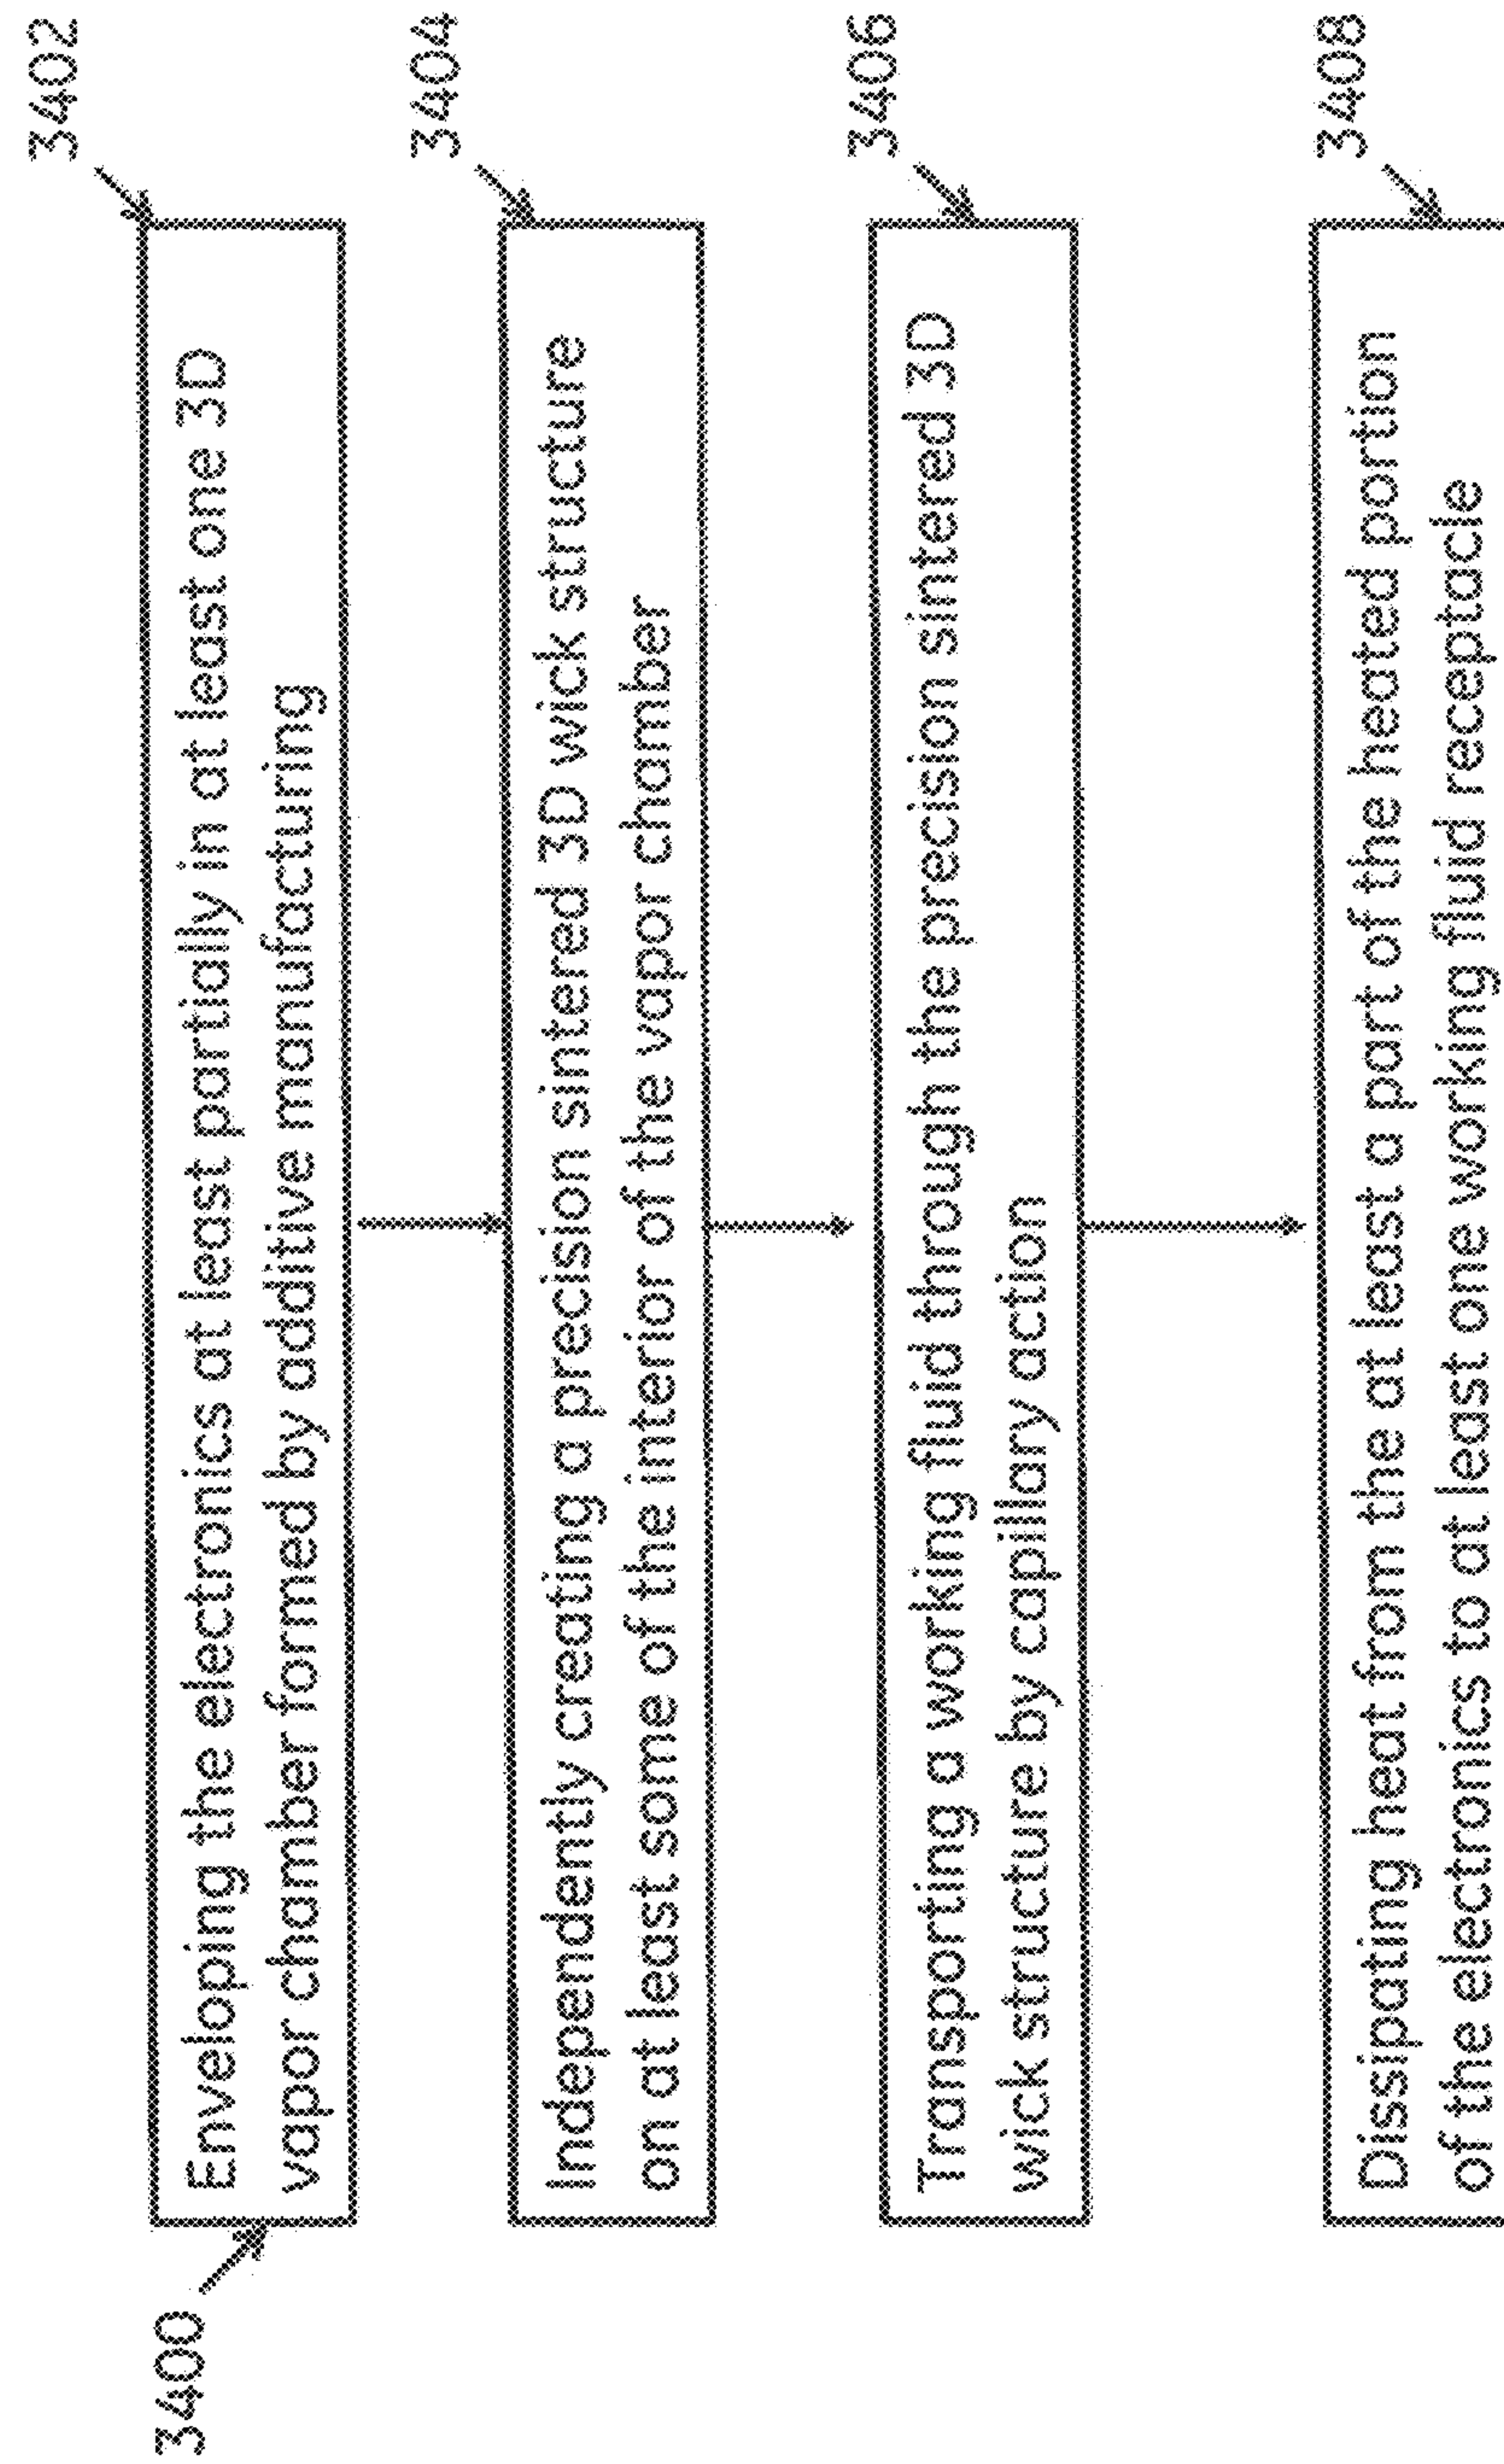 3400
3402
Enveloping the electronics at least partially in at least one 3D
vapor chamber formed by additive manufacturing
3404
Independently creating a precision sintered 3D wick structure
on at least some of the interior of the vapor chamber
3406
Transporting a working fluid through the precision sintered 3D
wick structure by capillary action
3408
Dissipating heat from the at least a part of the heated portion
of the electronics to at least one working fluid receptacle